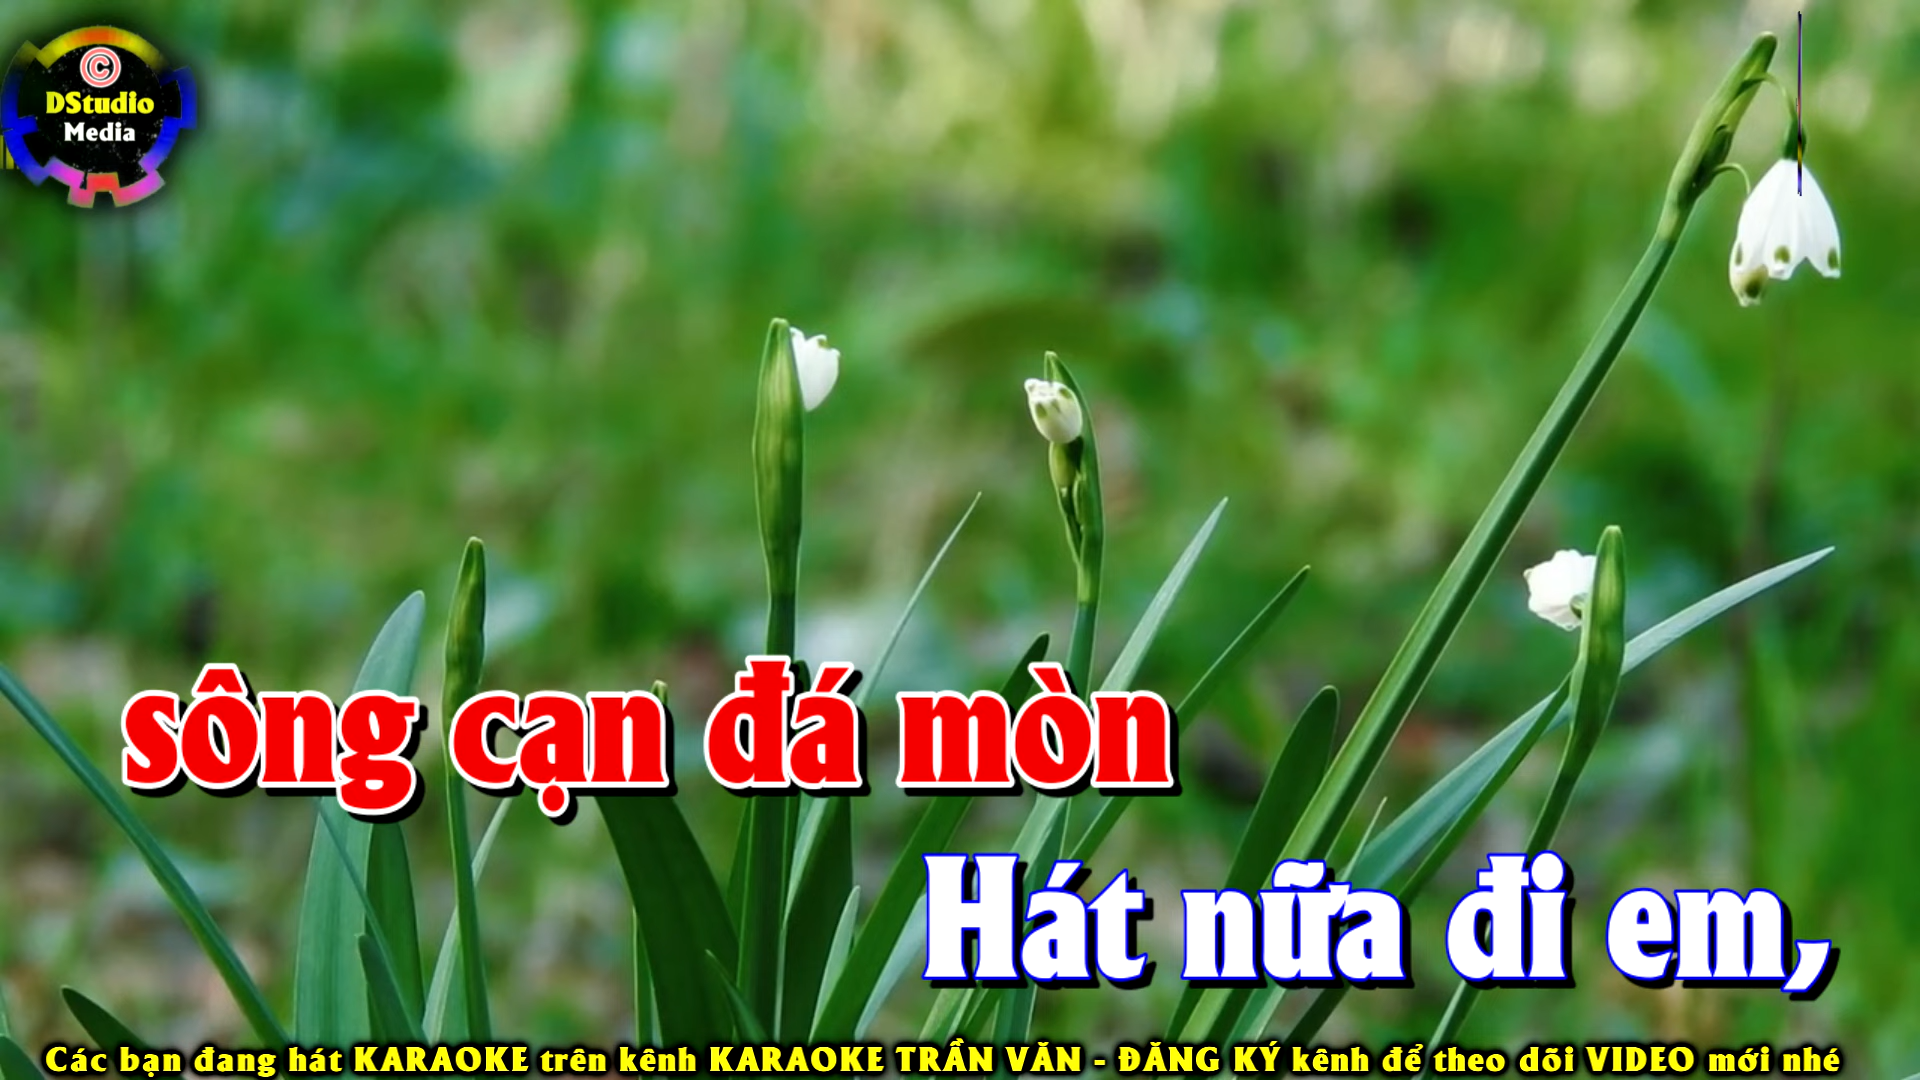 ©
DStudio
Media
sông cạn đá mòn
Hát nữa đi em,
Các bạn đang hát KARAOKE trên kênh KARAOKE TRẦN VĂN - ĐĂNG KÝ kênh để theo dõi VIDEO mới nhé